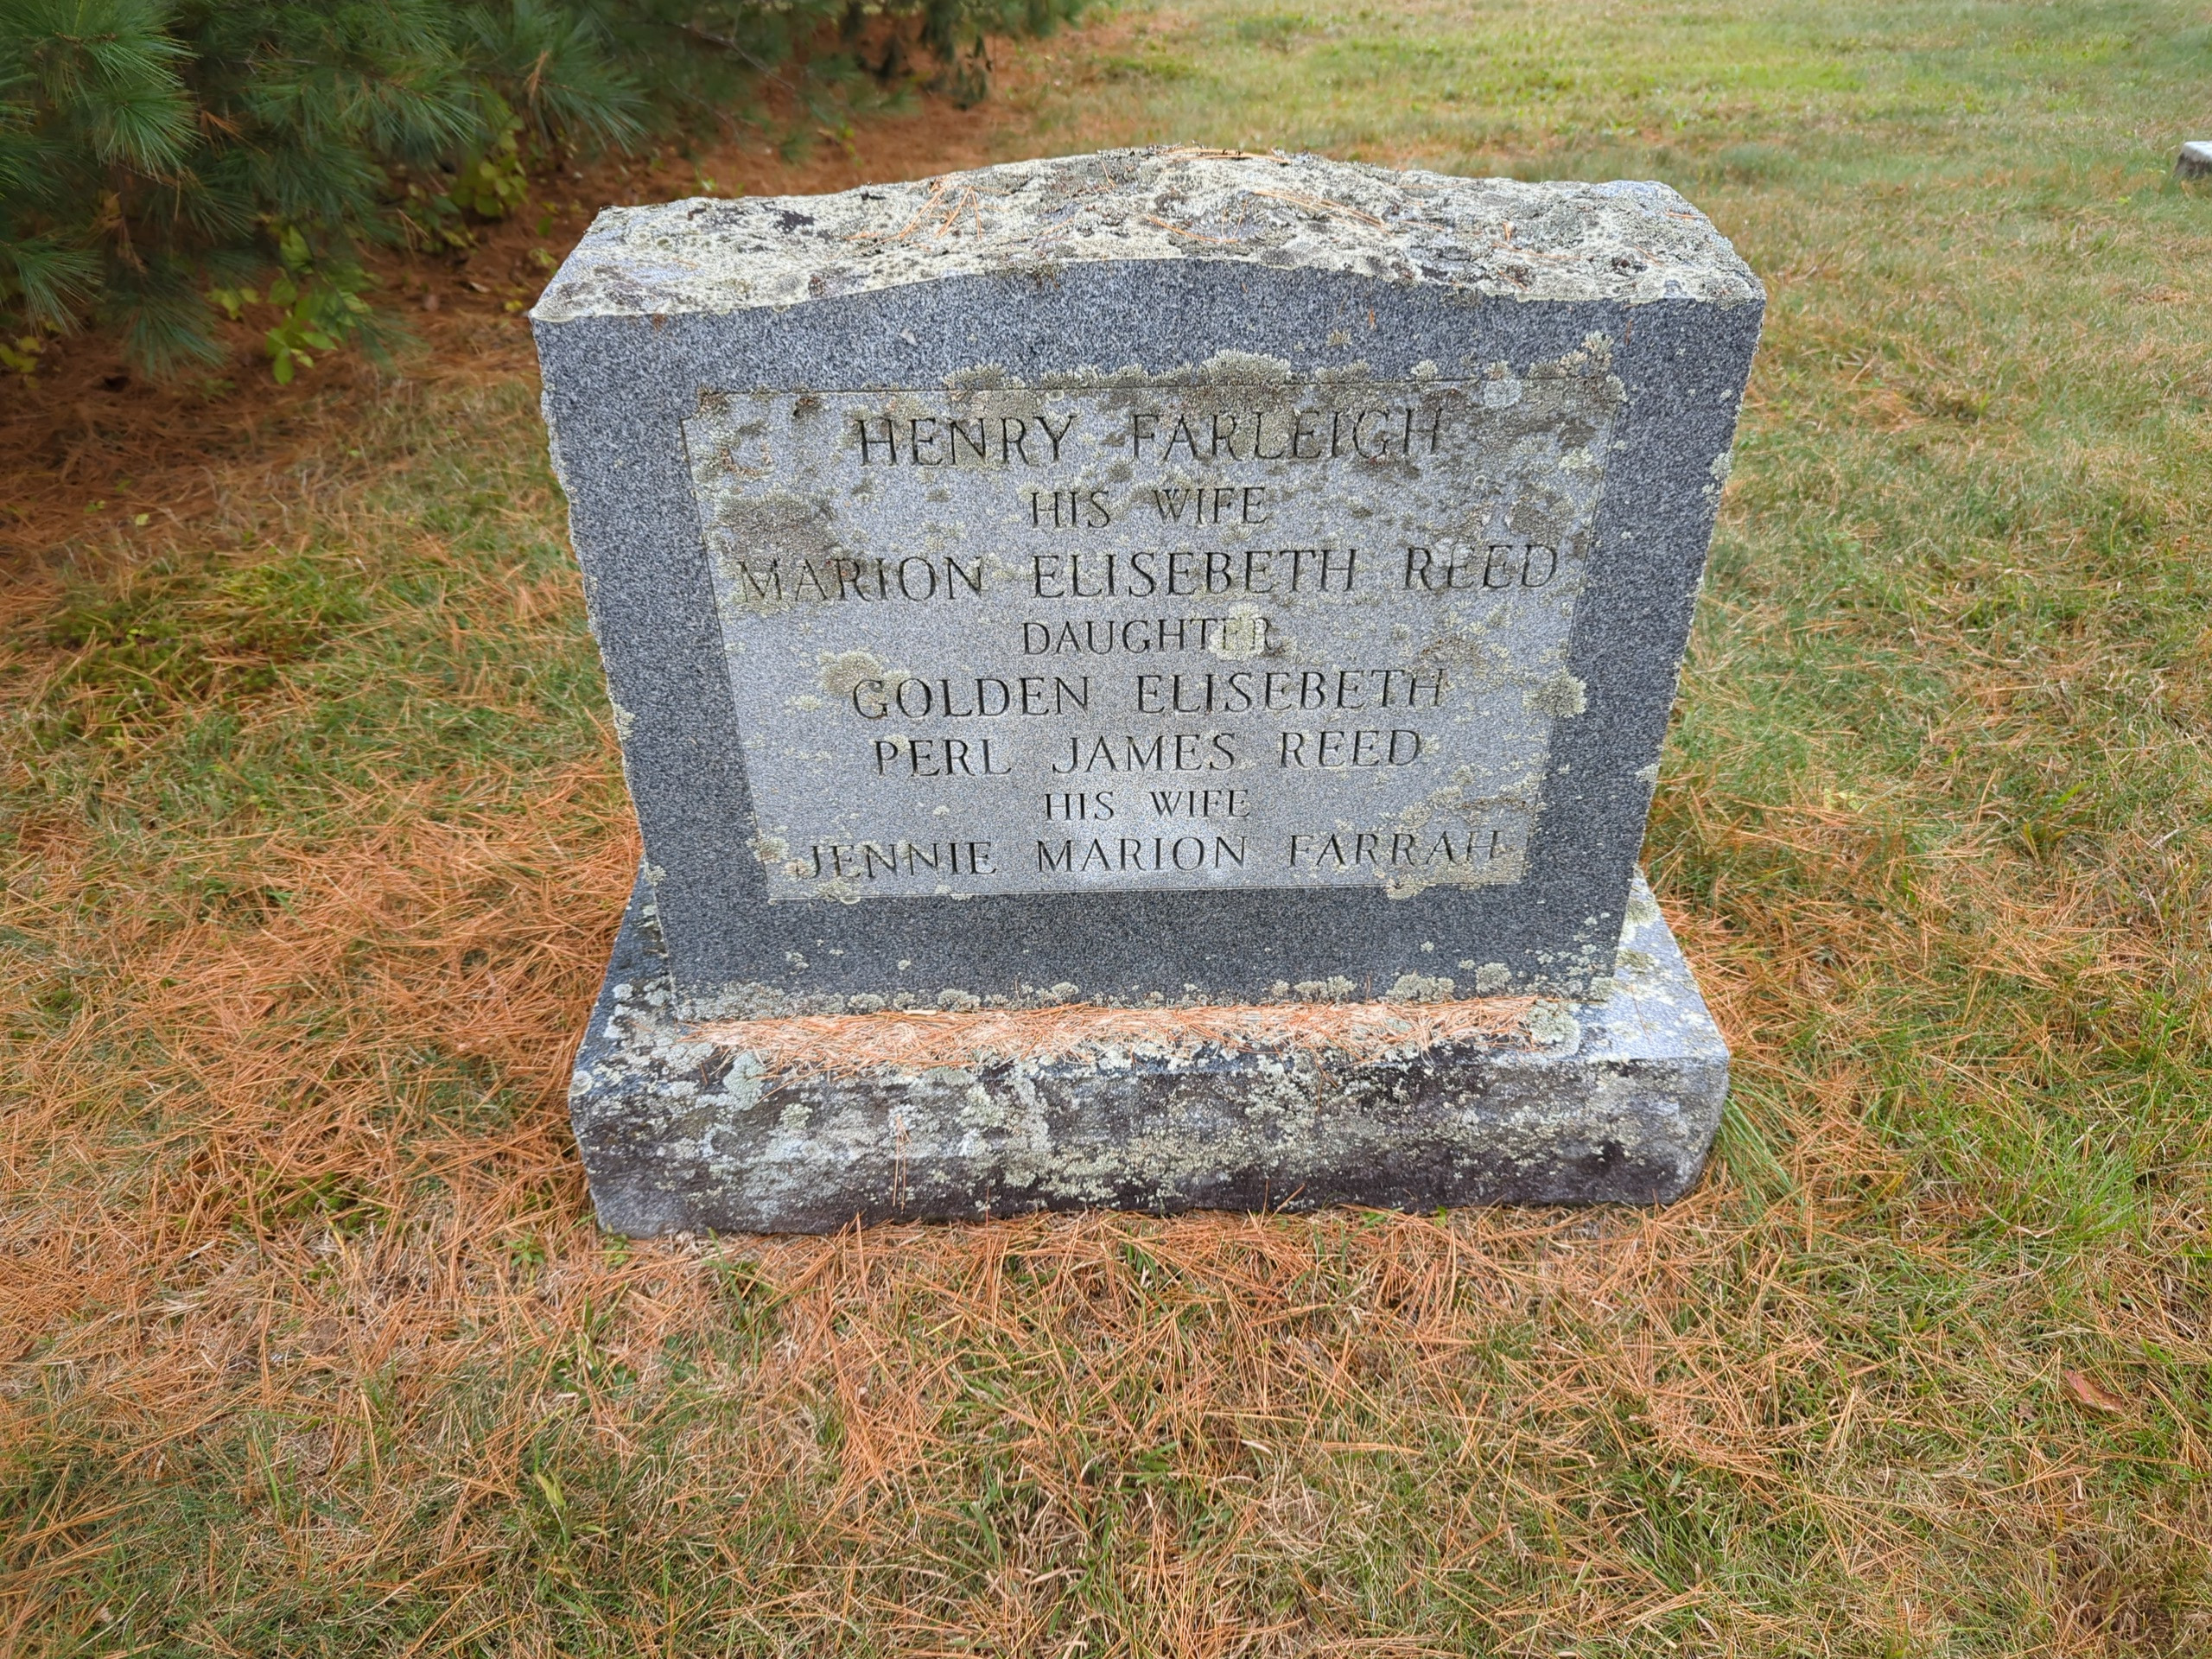 HENRY FARLEIGH
HIS WIFE
MARION ELISEBETH REED
DAUGHTER
GOLDEN ELISEBETH
PERL JAMES REED
HIS WIFE
JENNIE MARION FARRAH